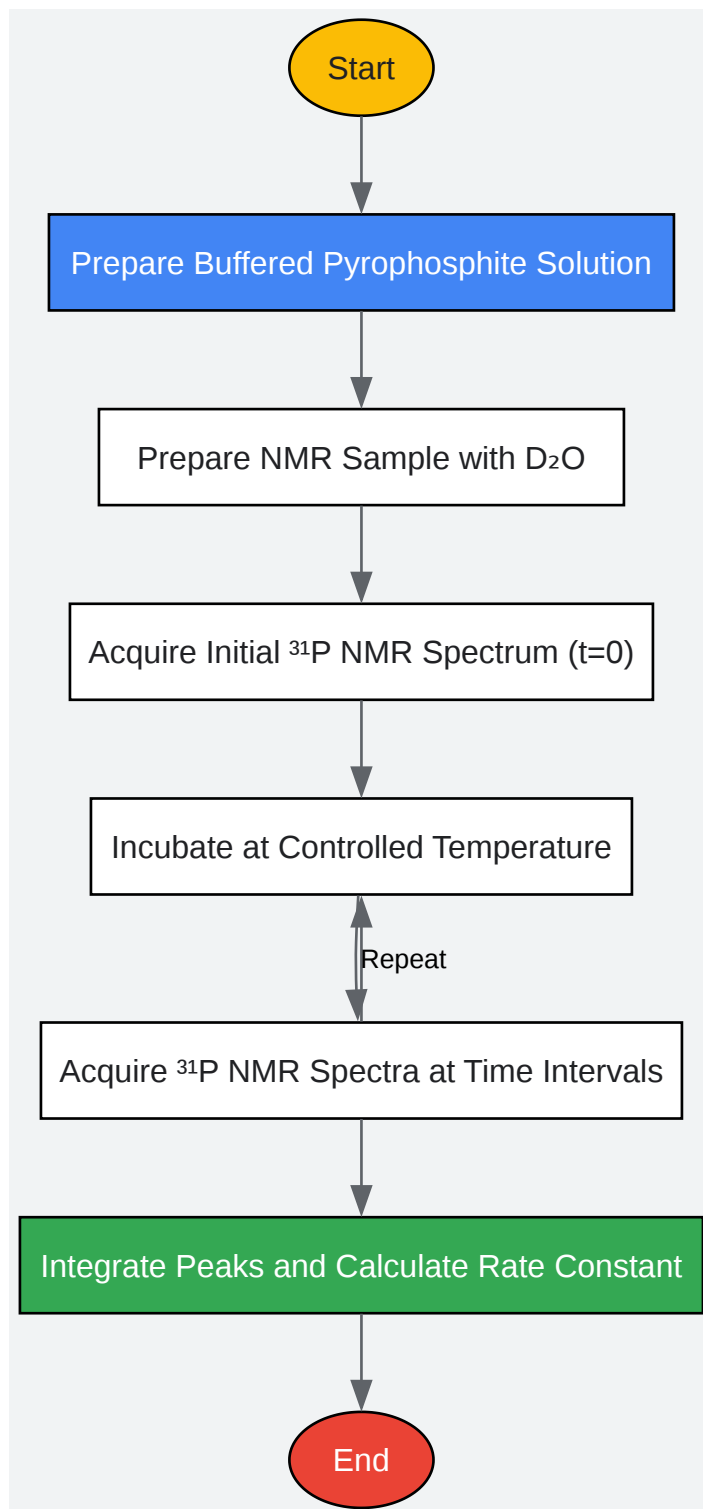 Start
Prepare Buffered Pyrophosphite Solution
Prepare NMR Sample with D₂O
Acquire Initial ³¹P NMR Spectrum (t=0)
Incubate at Controlled Temperature
Repeat
Acquire ³¹P NMR Spectra at Time Intervals
Integrate Peaks and Calculate Rate Constant
End